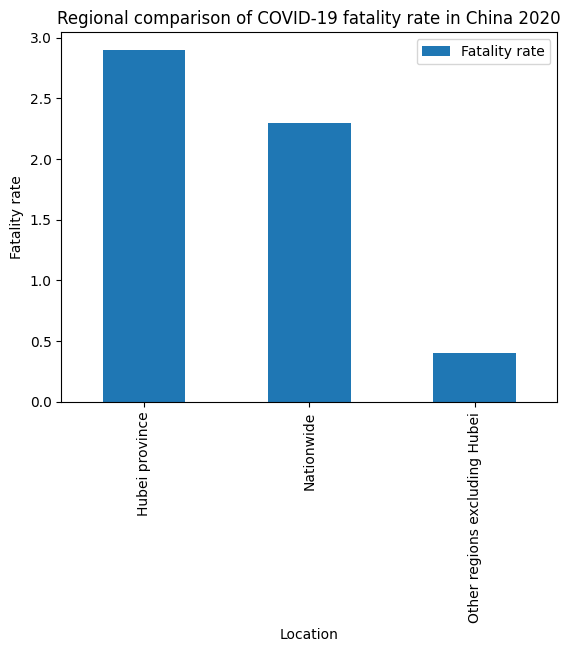 Regional comparison of COVID-19 fatality rate in China 2020
Fatality rate
3.0
2.5
2.0
1.5
1.0
0.5
0.0
Fatality rate
Hubei province
Nationwide
Other regions excluding Hubei
Location